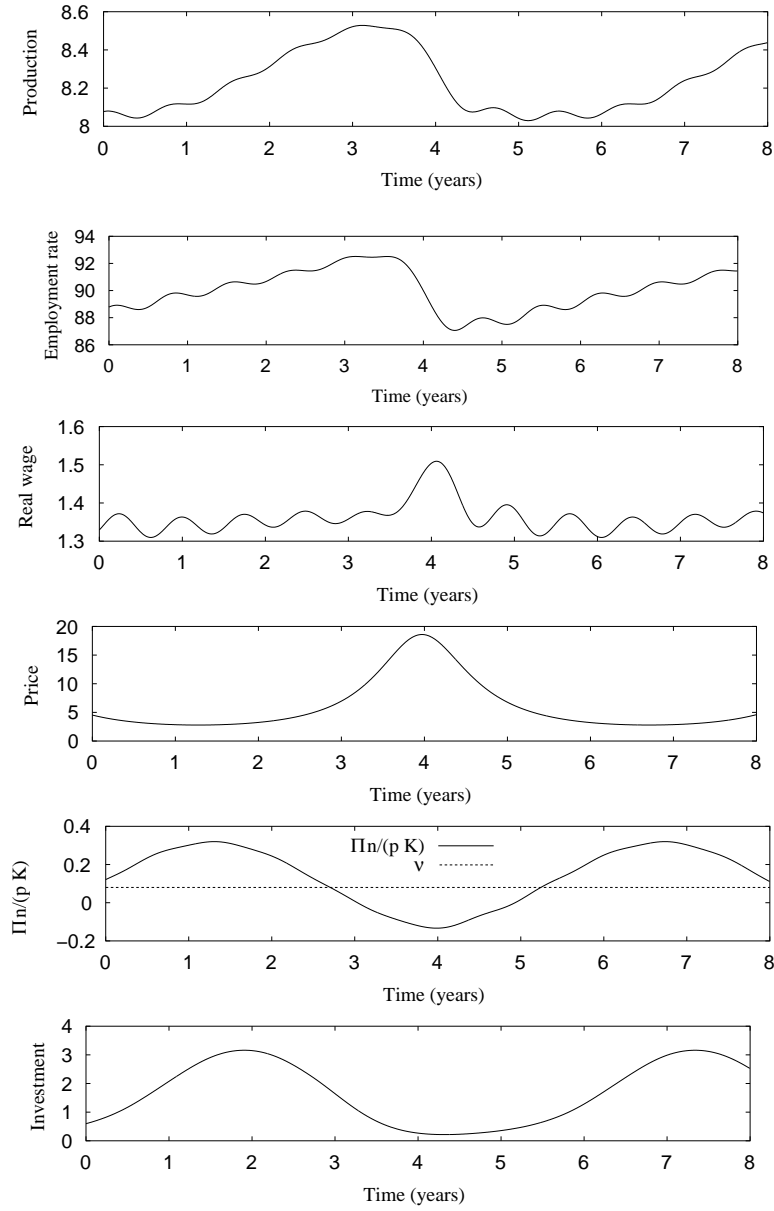 8.6
8.4
8.2
8
Production
0 1 2 3 4 5 6 7 8
Time (years)
94
92
90
88
86
Employment rate
0 1 2 3 4 5 6 7 8
Time (years)
1.6
1.5
1.4
1.3
Real wage
0 1 2 3 4 5 6 7 8
Time (years)
20
15
10
5
0
Price
0 1 2 3 4 5 6 7 8
Time (years)
0.4
0.2
0
−0.2
Πn/(p K)
Πn/(p K)
ν
0 1 2 3 4 5 6 7 8
Time (years)
4
3
2
1
0
Investment
0 1 2 3 4 5 6 7 8
Time (years)